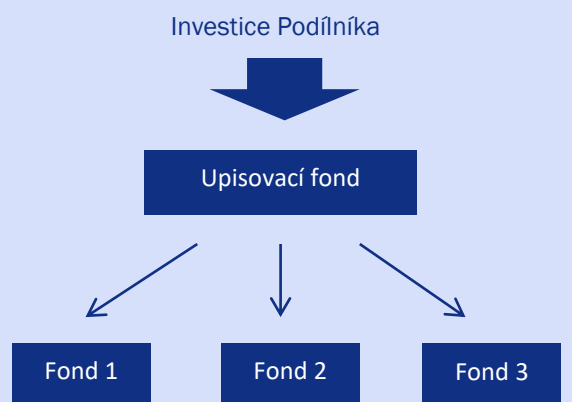 Investice Podílníka
Upisovací fond
Fond 1
Fond 2
Fond 3